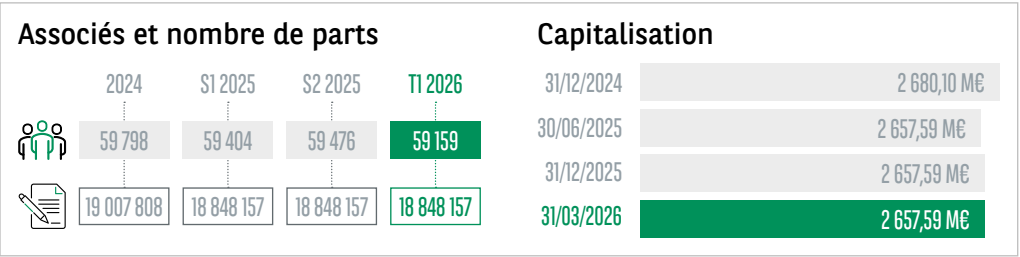 Associés et nombre de parts
2024 S1 2025 S2 2025 T1 2026
59 798 59 404 59 476 59 159
19 007 808 18 848 157 18 848 157 18 848 157
Capitalisation
31/12/2024 2 680,10 M€
30/06/2025 2 657,59 M€
31/12/2025 2 657,59 M€
31/03/2026 2 657,59 M€